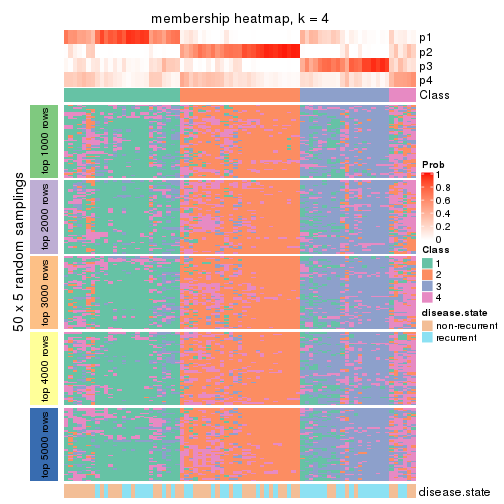 membership heatmap, k = 4
p1
p2
p3
p4
Class
50 x 5 random samplings
top 1000 rows
top 2000 rows
top 3000 rows
top 4000 rows
top 5000 rows
disease.state
Prob
1
0.8
0.6
0.4
0.2
0
Class
1
2
3
4
disease.state
non-recurrent
recurrent